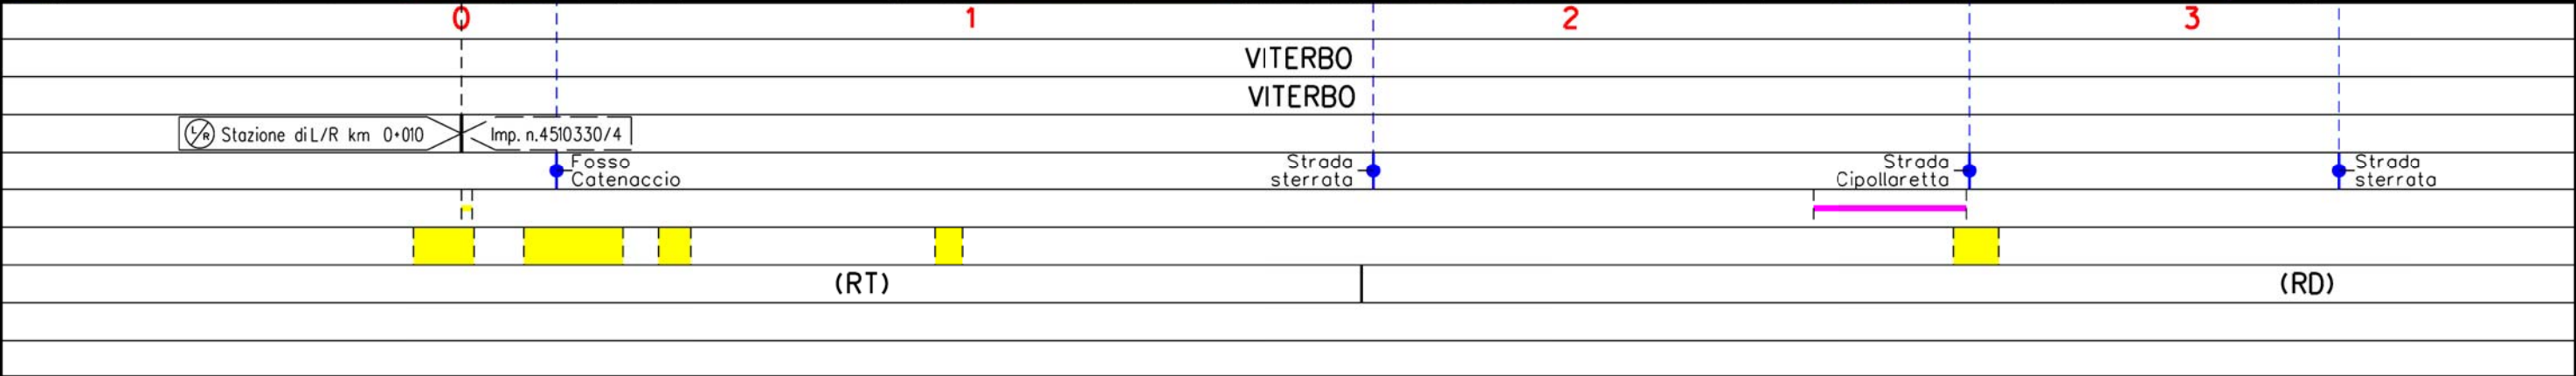 0 1 2 3
VITERBO
VITERBO
L/R Stazione di L/R km 0+010 Imp. n.4510330/4
Fosso
Catenaccio
Strada
sterrata
Strada
Cipollaretta
Strada
sterrata
(RT) (RD)